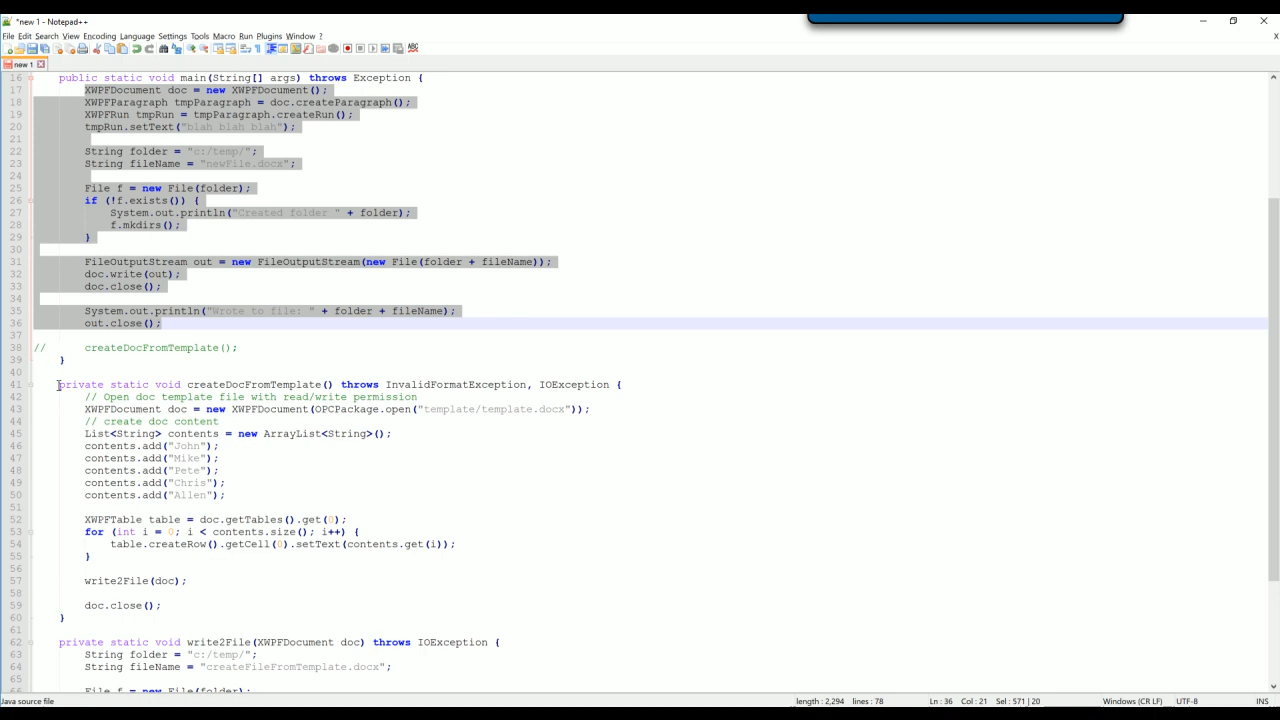 *new 1 - Notepad++
File Edit Search View Encoding Language Settings Tools Macro Run Plugins Window ?
X
new 1
16 public static void main(String[] args) throws Exception {
17 XWPFDocument doc = new XWPFDocument();
18 XWPFParagraph tmpParagraph = doc.createParagraph();
19 XWPFRun tmpRun = tmpParagraph.createRun();
20 tmpRun.setText("blah blah blah");
21
22 String folder = "c:/temp/";
23 String fileName = "newFile.docx";
24
25 File f = new File(folder);
26 if (!f.exists()) {
27 System.out.println("Created folder " + folder);
28 f.mkdirs();
29 }
30
31 FileOutputStream out = new FileOutputStream(new File(folder + fileName));
32 doc.write(out);
33 doc.close();
34
35 System.out.println("Wrote to file: " + folder + fileName);
36 out.close();
37
38 // createDocFromTemplate();
39 }
40
41 private static void createDocFromTemplate() throws InvalidFormatException, IOException {
42 // Open doc template file with read/write permission
43 XWPFDocument doc = new XWPFDocument(OPCPackage.open("template/template.docx"));
44 // create doc content
45 List<String> contents = new ArrayList<String>();
46 contents.add("John");
47 contents.add("Mike");
48 contents.add("Pete");
49 contents.add("Chris");
50 contents.add("Allen");
51
52 XWPFTable table = doc.getTables().get(0);
53 for (int i = 0; i < contents.size(); i++) {
54 table.createRow().getCell(0).setText(contents.get(i));
55 }
56
57 write2File(doc);
58
59 doc.close();
60 }
61
62 private static void write2File(XWPFDocument doc) throws IOException {
63 String folder = "c:/temp/";
64 String fileName = "createFileFromTemplate.docx";
65
66 File f = new File(folder);
Java source file length : 2,294 lines : 78 Ln : 36 Col : 21 Sel : 571 | 20 Windows (CR LF) UTF-8 INS